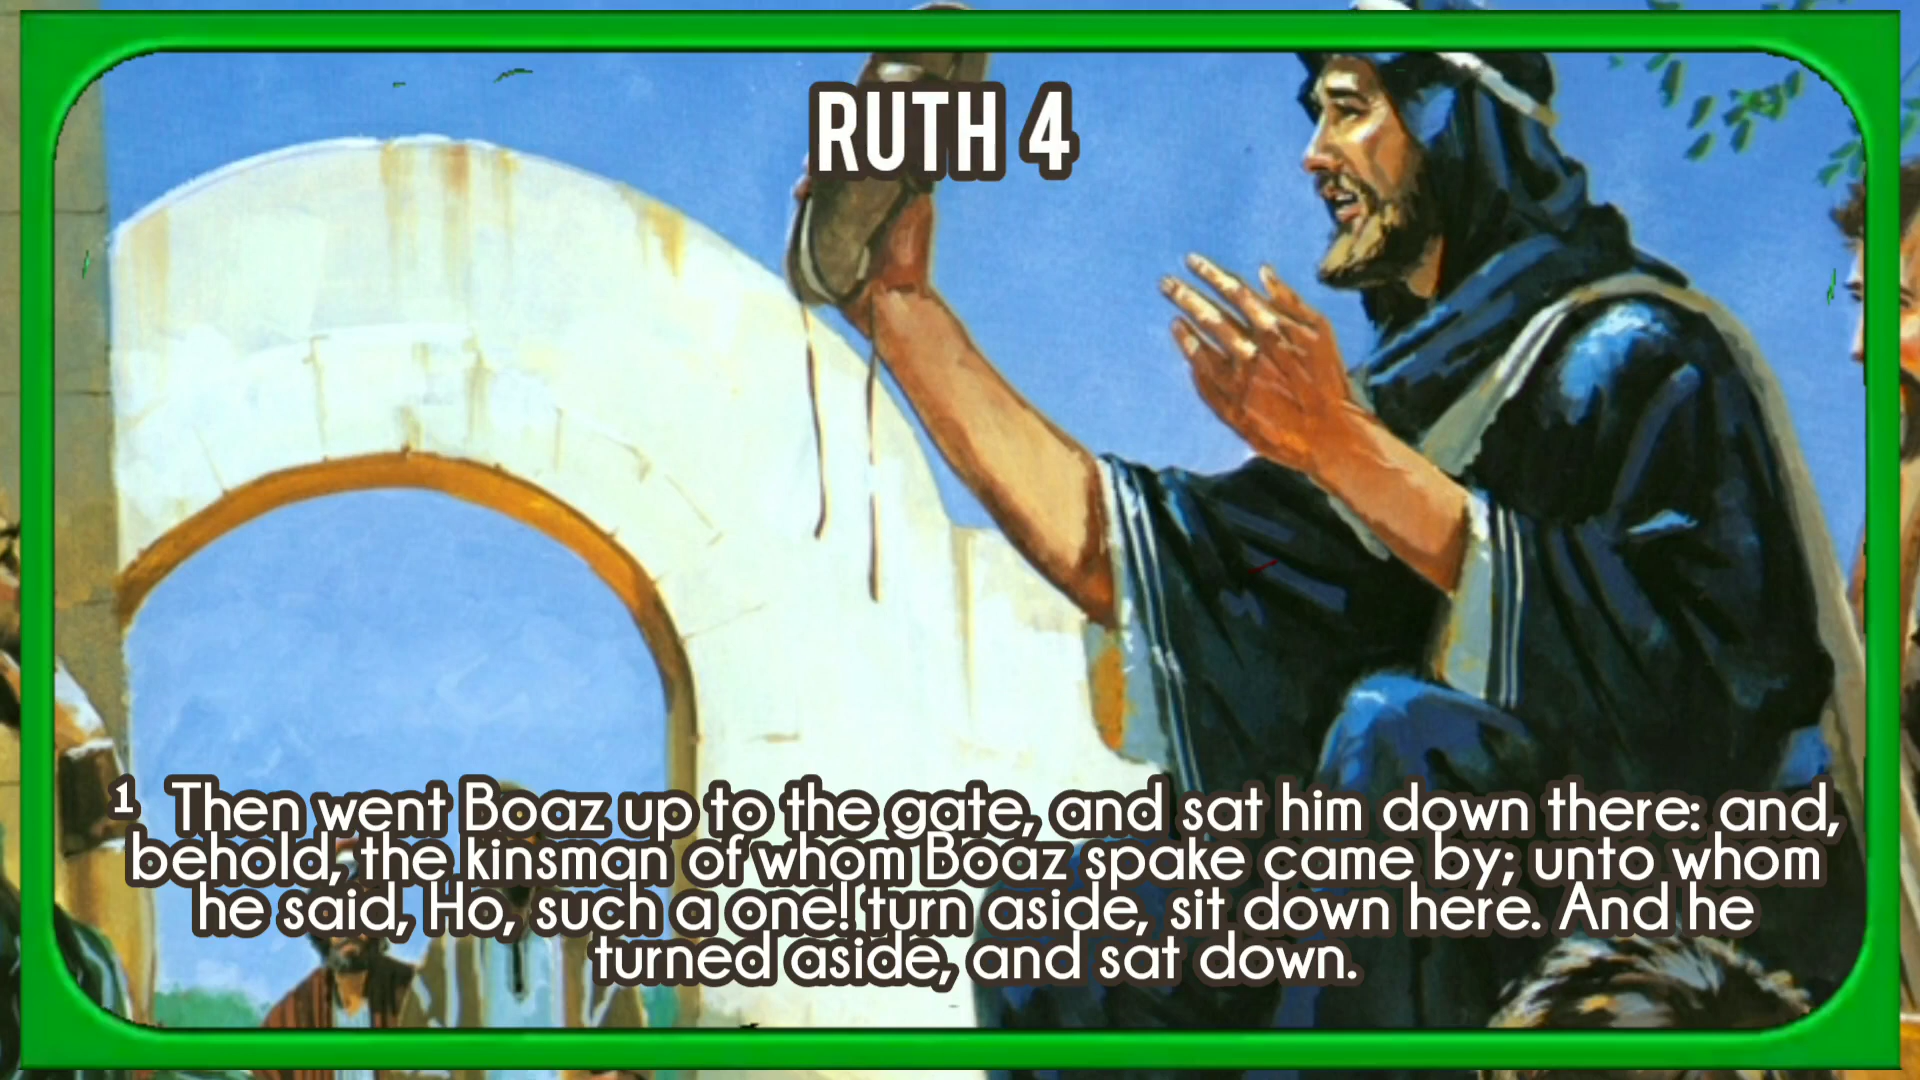 RUTH 4
1 Then went Boaz up to the gate, and sat him down there: and,
behold, the kinsman of whom Boaz spake came by; unto whom
he said, Ho, such a one! turn aside, sit down here. And he
turned aside, and sat down.